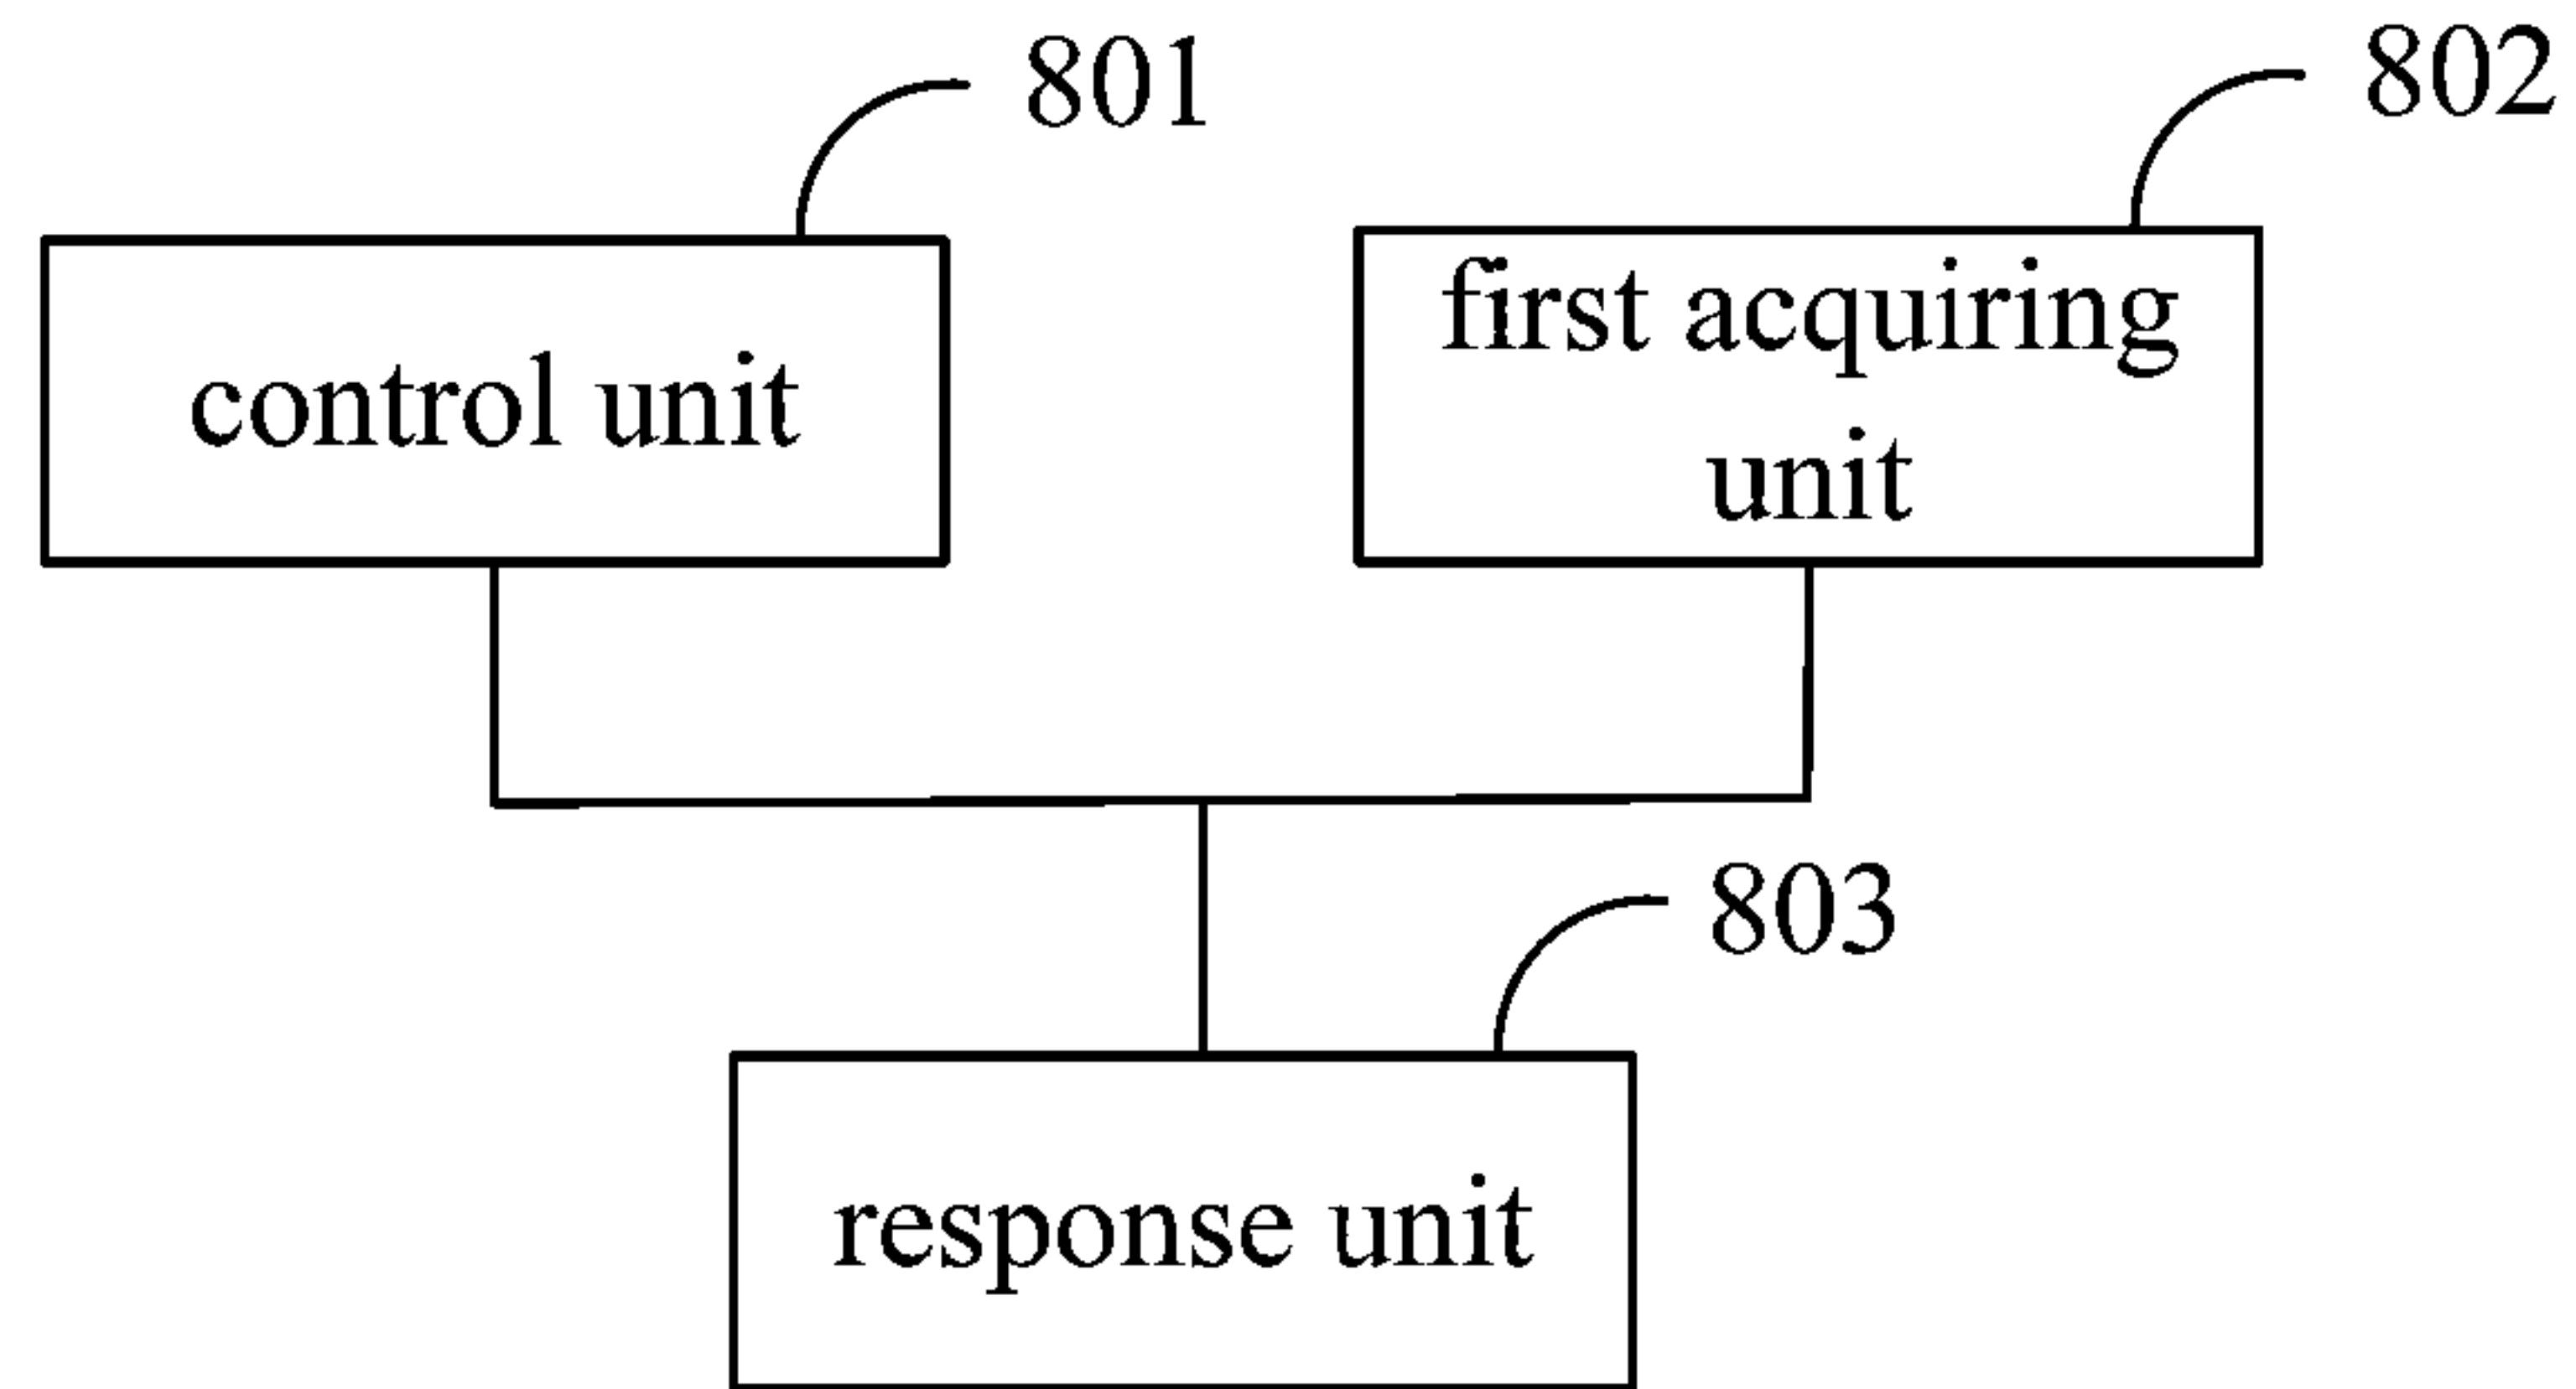 801
802
control unit
first acquiring
unit
803
response unit